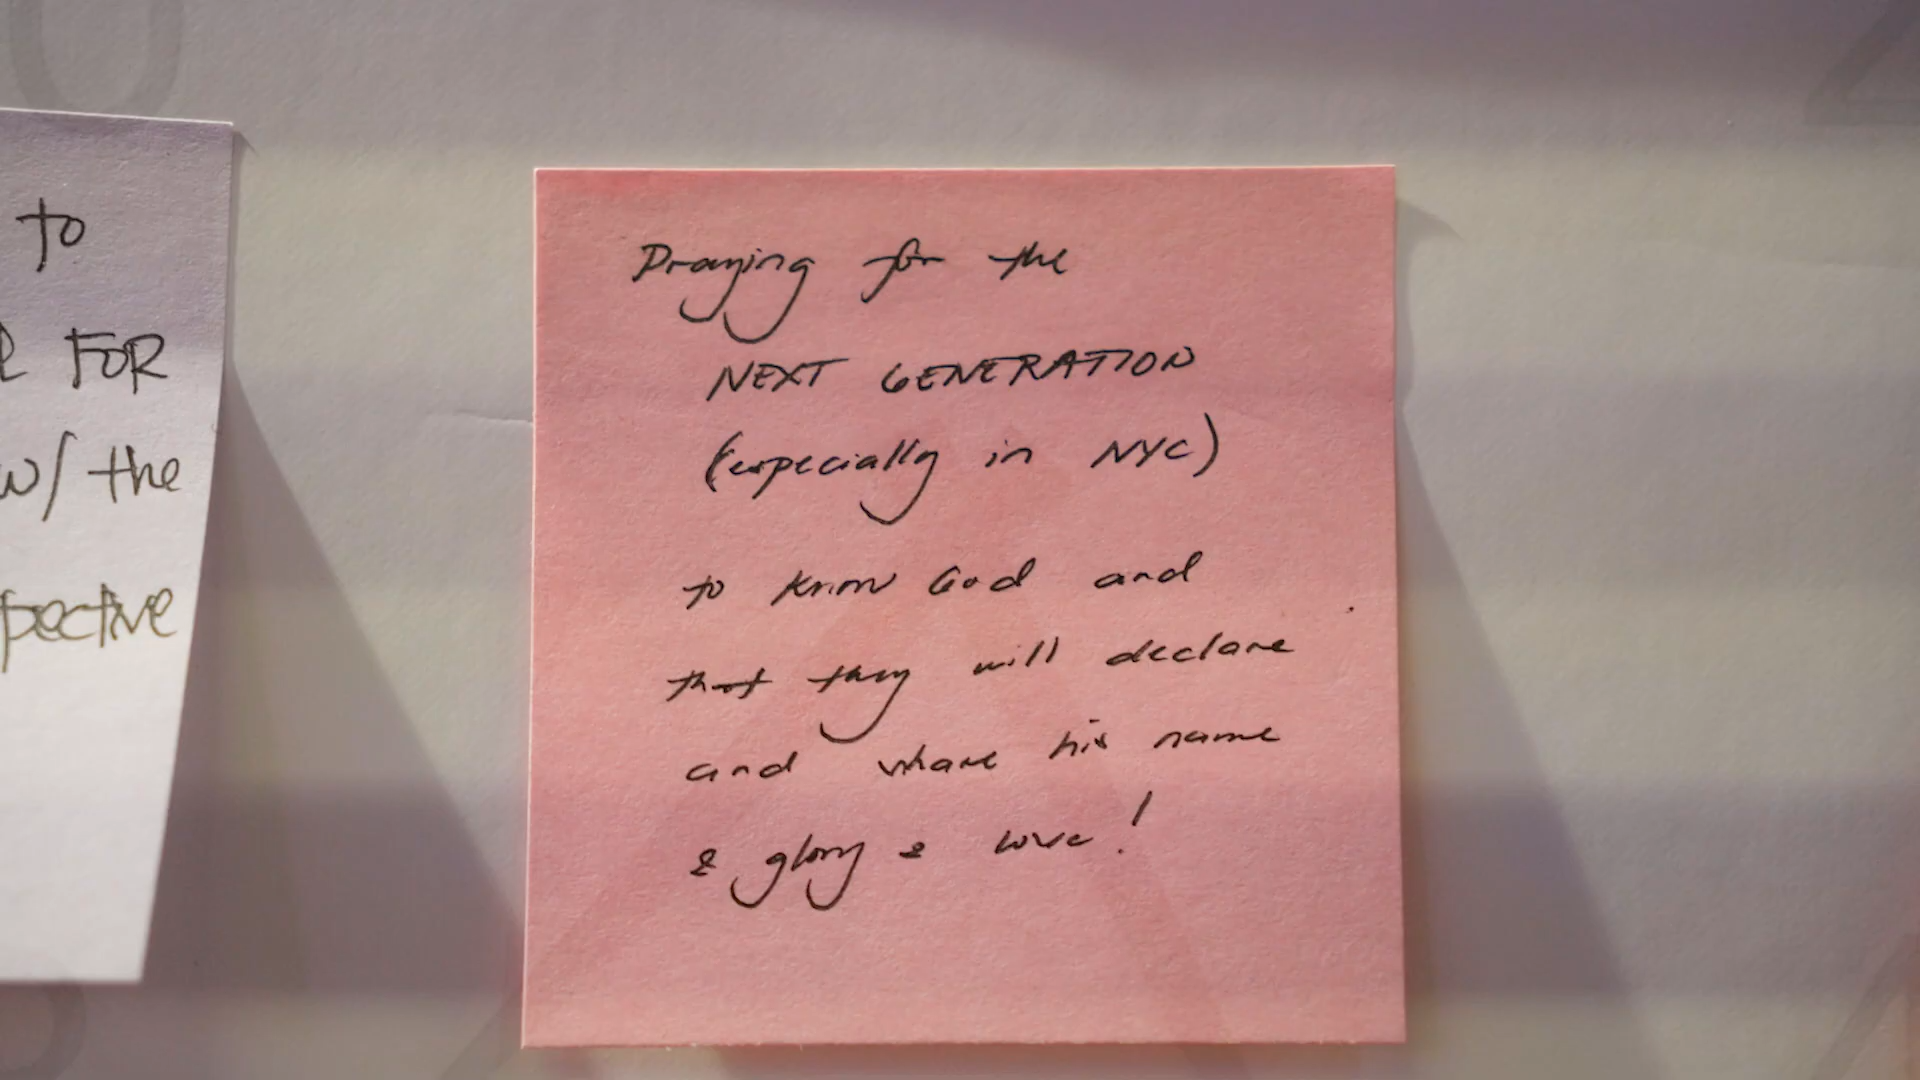 to
FOR
w/ the
pective
Praying for the
NEXT GENERATION
(especially in NYC)
to know God and
that they will declare
and share his name
& glory & love!